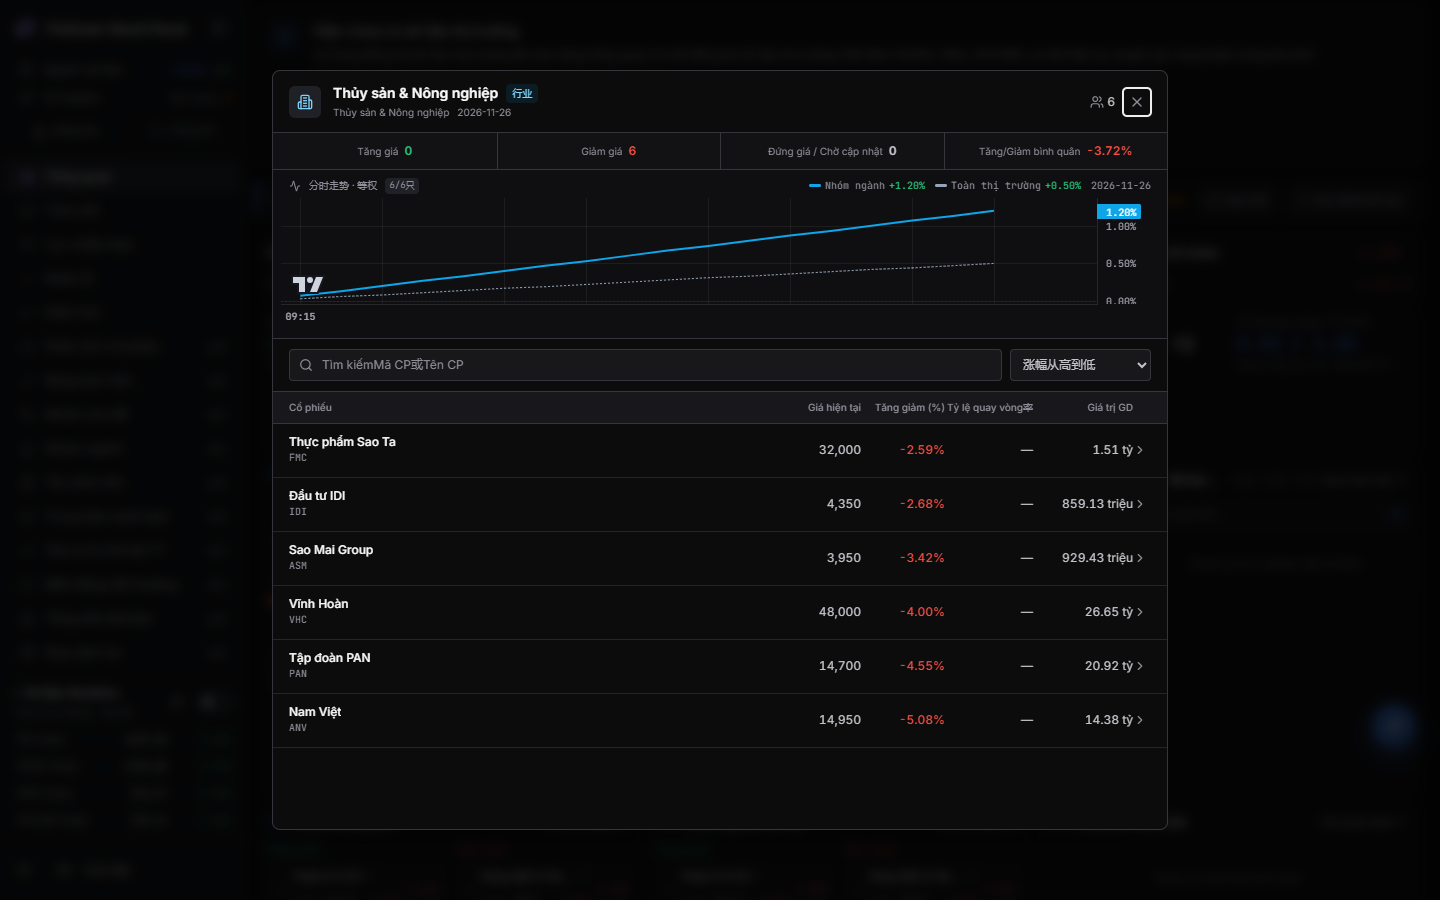 Thủy sản & Nông nghiệp 行业
Thủy sản & Nông nghiệp 2026-11-26
6
Tăng giá 0
Giảm giá 6
Đứng giá / Chờ cập nhật 0
Tăng/Giảm bình quân -3.72%
分时走势 · 等权 6/6只
Nhóm ngành +1.20% Toàn thị trường +0.50% 2026-11-26
1.20%
1.00%
0.50%
0.00%
09:15
Tìm kiếmMã CP或Tên CP
涨幅从高到低
Cổ phiếu Giá hiện tại Tăng giảm (%) Tỷ lệ quay vòng率 Giá trị GD
Thực phẩm Sao Ta
FMC
32,000 -2.59% — 1.51 tỷ
Đầu tư IDI
IDI
4,350 -2.68% — 859.13 triệu
Sao Mai Group
ASM
3,950 -3.42% — 929.43 triệu
Vĩnh Hoàn
VHC
48,000 -4.00% — 26.65 tỷ
Tập đoàn PAN
PAN
14,700 -4.55% — 20.92 tỷ
Nam Việt
ANV
14,950 -5.08% — 14.38 tỷ